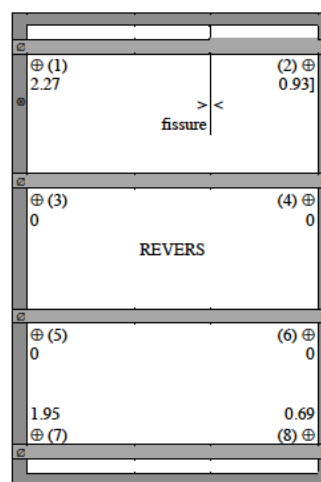 ∅
⊕ (1) (2) ⊕
2.27 0.93]
⊗
> <
fissure
∅
⊕ (3) (4) ⊕
0 0
REVERS
∅
⊕ (5) (6) ⊕
0 0
1.95 0.69
⊕ (7) (8) ⊕
∅